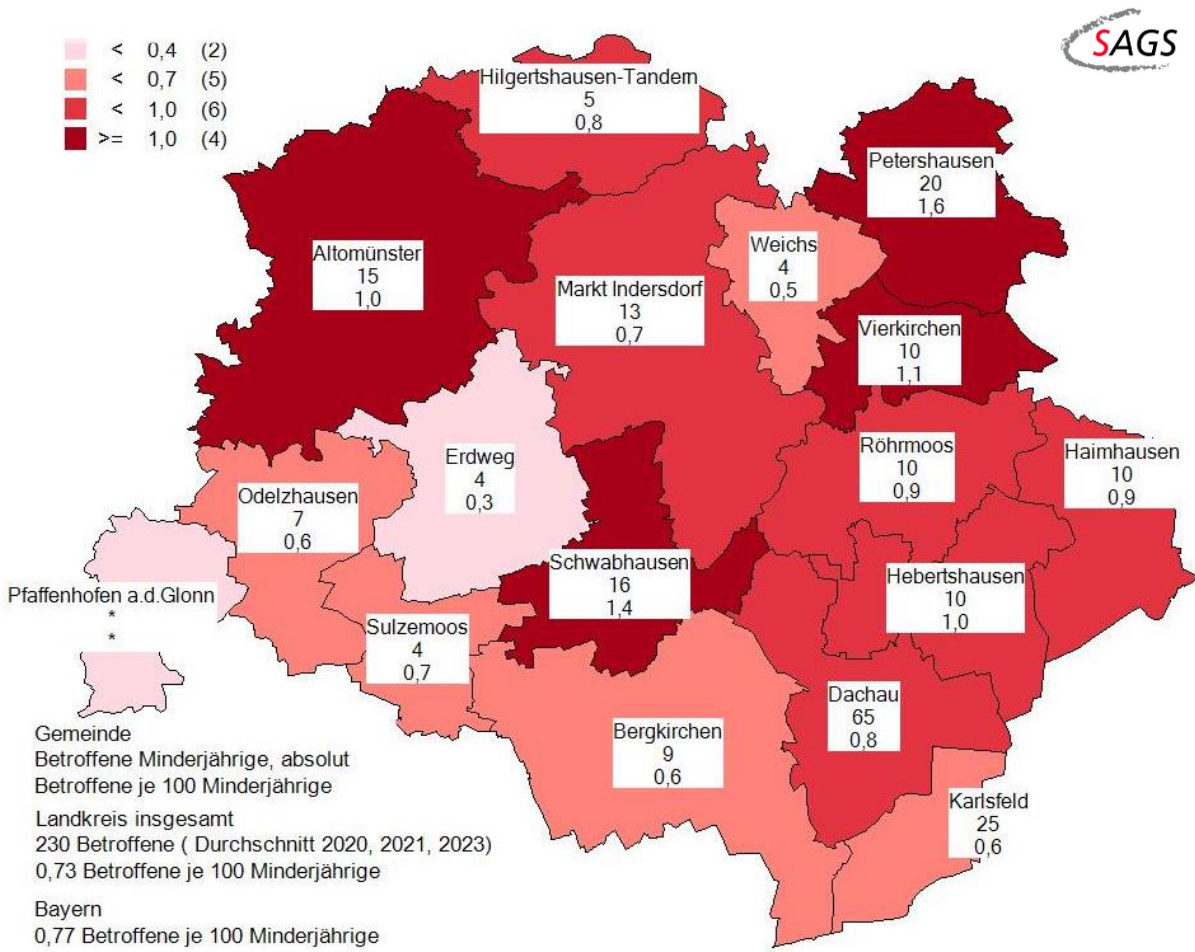 < 0,4 (2)
< 0,7 (5)
< 1,0 (6)
>= 1,0 (4)
SAGS
Hilgertshausen-Tandern
5
0,8
Petershausen
20
1,6
Altomünster
15
1,0
Weichs
4
0,5
Markt Indersdorf
13
0,7
Vierkirchen
10
1,1
Erdweg
4
0,3
Röhrmoos
10
0,9
Haimhausen
10
0,9
Odelzhausen
7
0,6
Schwabhausen
16
1,4
Hebertshausen
10
1,0
Pfaffenhofen a.d.Glonn
*
*
Sulzemoos
4
0,7
Dachau
65
0,8
Bergkirchen
9
0,6
Karlsfeld
25
0,6
Gemeinde
Betroffene Minderjährige, absolut
Betroffene je 100 Minderjährige
Landkreis insgesamt
230 Betroffene ( Durchschnitt 2020, 2021, 2023)
0,73 Betroffene je 100 Minderjährige
Bayern
0,77 Betroffene je 100 Minderjährige